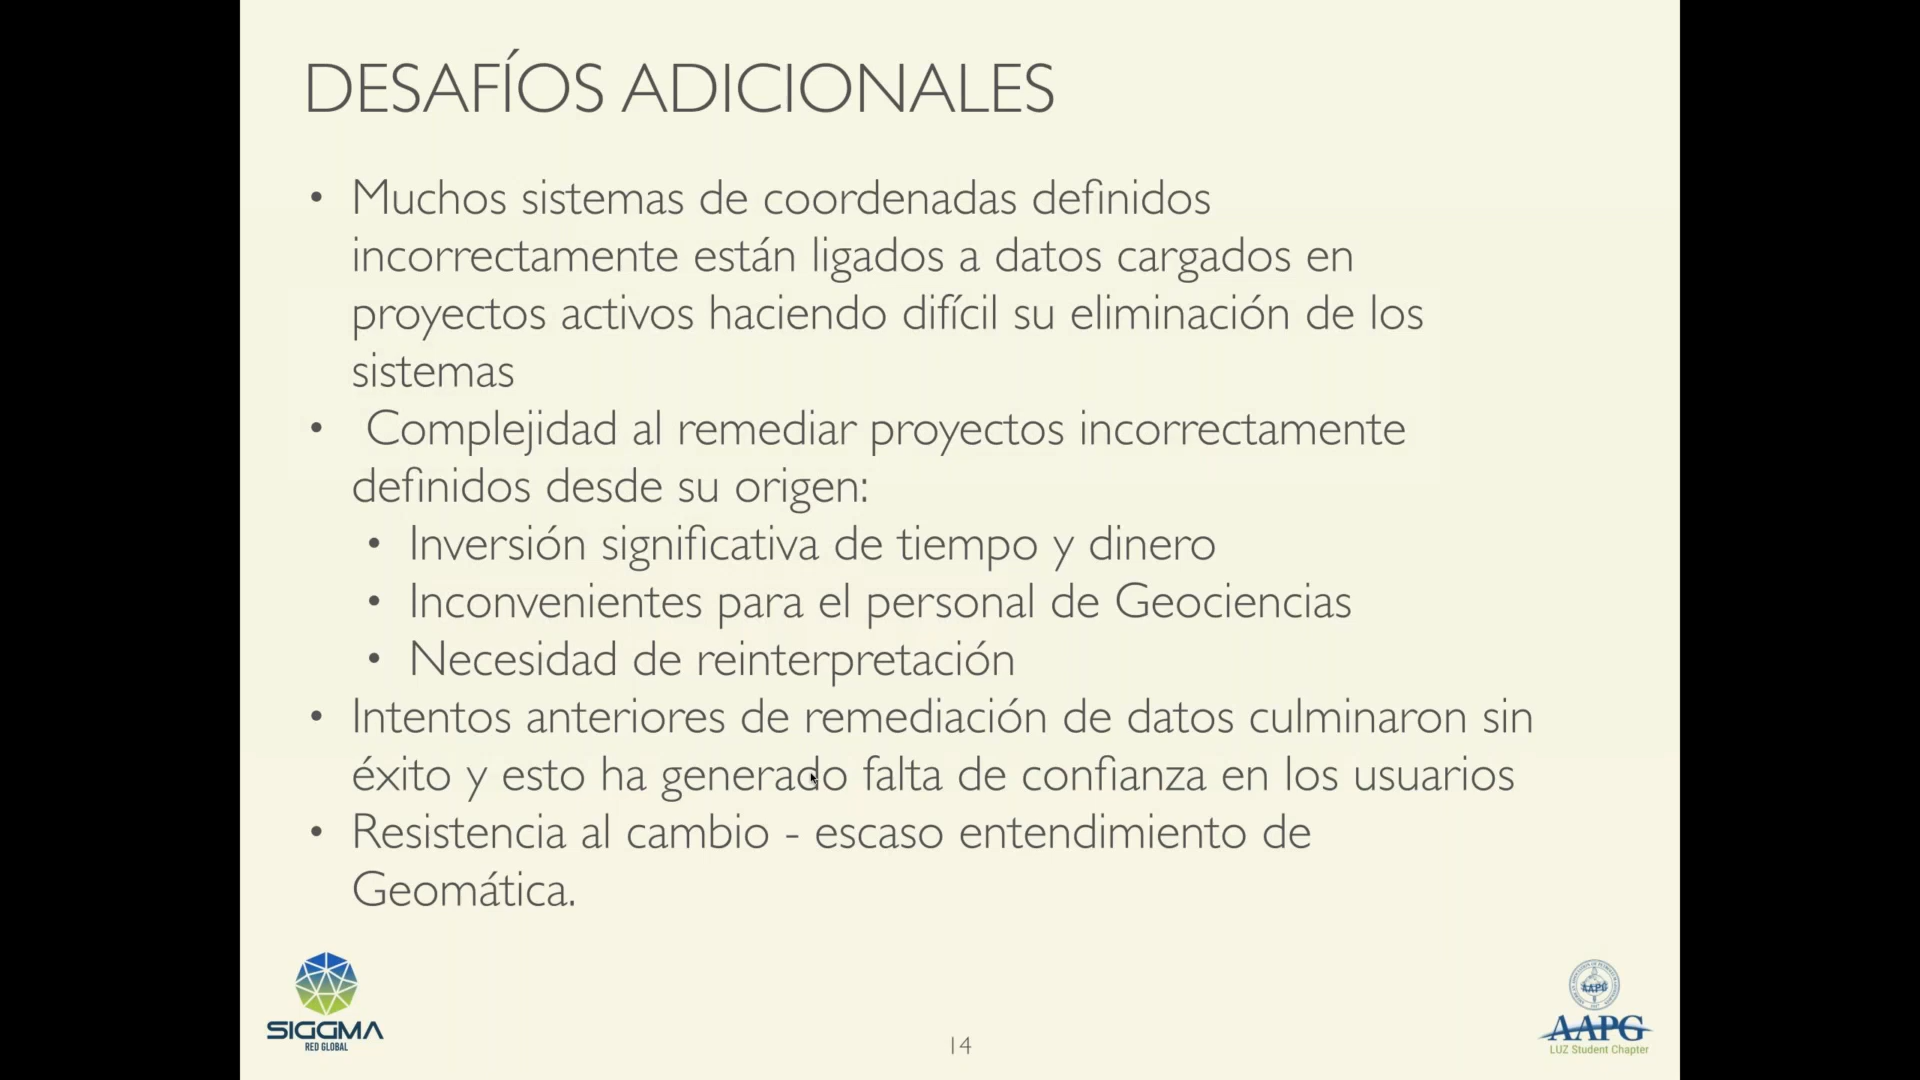 DESAFÍOS ADICIONALES
• Muchos sistemas de coordenadas definidos
incorrectamente están ligados a datos cargados en
proyectos activos haciendo difícil su eliminación de los
sistemas
• Complejidad al remediar proyectos incorrectamente
definidos desde su origen:
• Inversión significativa de tiempo y dinero
• Inconvenientes para el personal de Geociencias
• Necesidad de reinterpretación
• Intentos anteriores de remediación de datos culminaron sin
éxito y esto ha generado falta de confianza en los usuarios
• Resistencia al cambio - escaso entendimiento de
Geomática.
SIGGMA
RED GLOBAL
14
AAPG
AAPG
LUZ Student Chapter